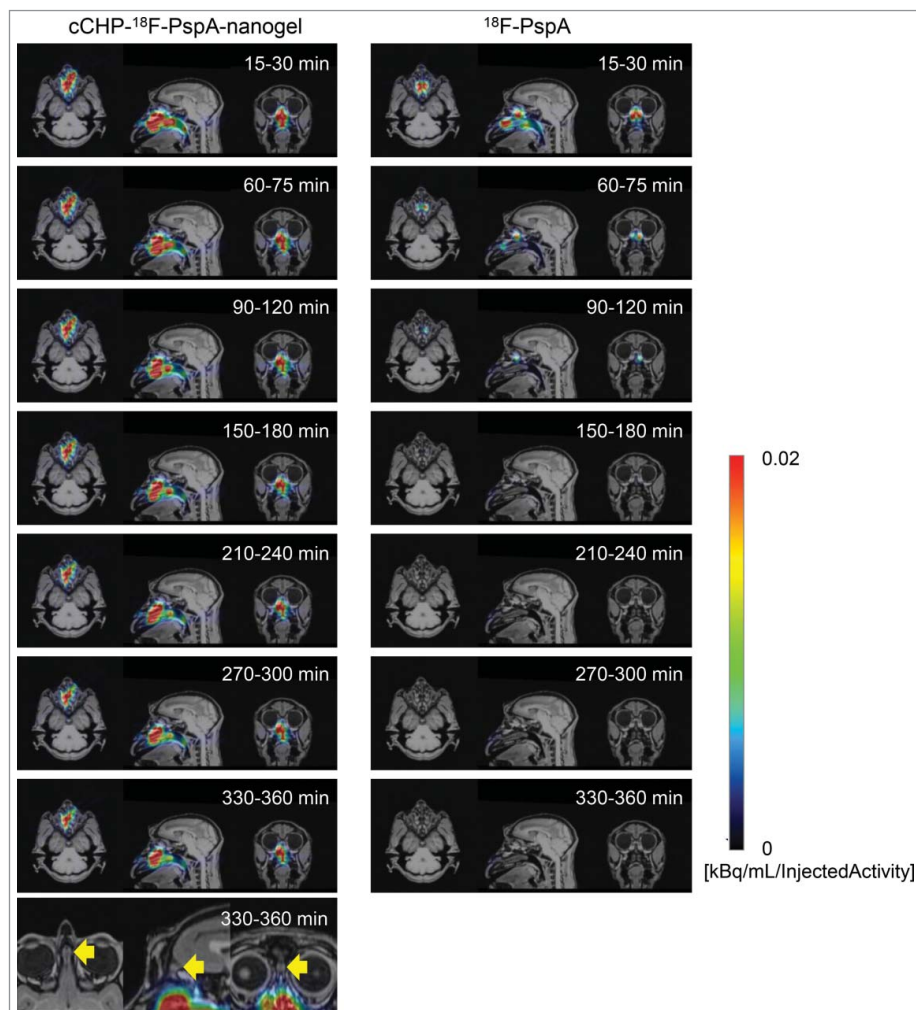 cCHP-¹⁸F-PspA-nanogel
¹⁸F-PspA
15-30 min
15-30 min
60-75 min
60-75 min
90-120 min
90-120 min
150-180 min
150-180 min
210-240 min
210-240 min
270-300 min
270-300 min
330-360 min
330-360 min
330-360 min
0.02
0
[kBq/mL/InjectedActivity]